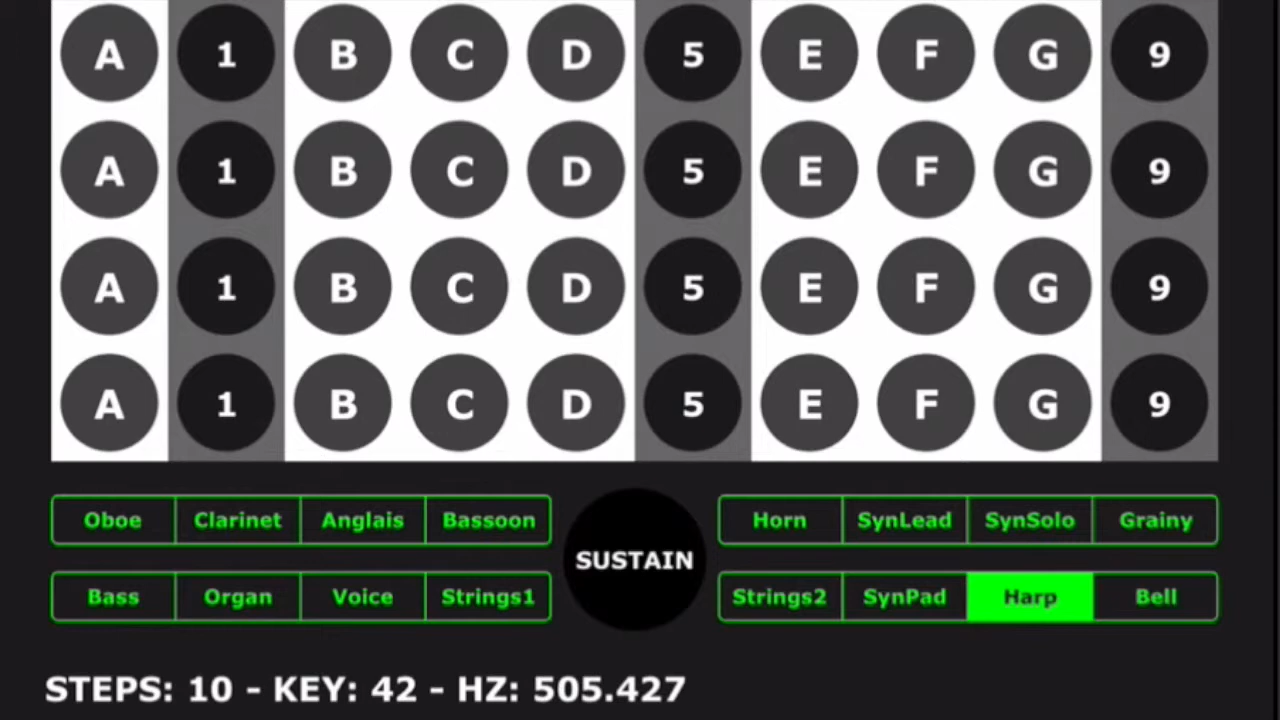 A 1 B C D 5 E F G 9
A 1 B C D 5 E F G 9
A 1 B C D 5 E F G 9
A 1 B C D 5 E F G 9
Oboe Clarinet Anglais Bassoon Horn SynLead SynSolo Grainy
SUSTAIN
Bass Organ Voice Strings1 Strings2 SynPad Harp Bell
STEPS: 10 - KEY: 42 - HZ: 505.427